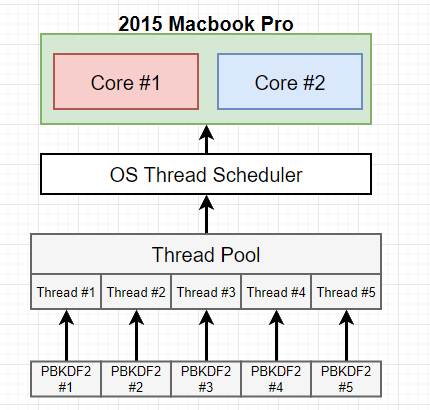 2015 Macbook Pro
Core #1
Core #2
OS Thread Scheduler
Thread Pool
Thread #1
Thread #2
Thread #3
Thread #4
Thread #5
PBKDF2
#1
PBKDF2
#2
PBKDF2
#3
PBKDF2
#4
PBKDF2
#5